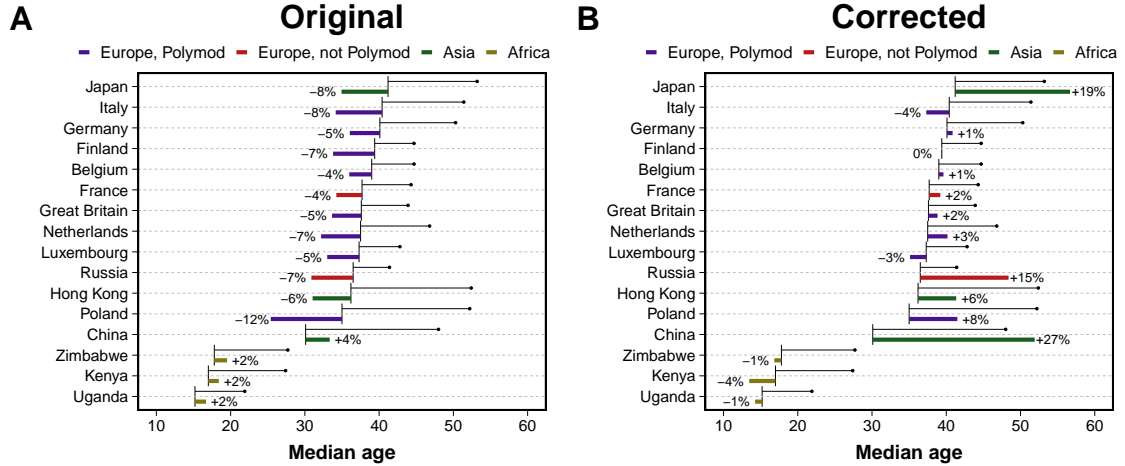 A
Original
Europe, Polymod
Europe, not Polymod
Asia
Africa
Japan
−8%
Italy
−8%
Germany
−5%
Finland
−7%
Belgium
−4%
France
−4%
Great Britain
−5%
Netherlands
−7%
Luxembourg
−5%
Russia
−7%
Hong Kong
−6%
Poland
−12%
China
+4%
Zimbabwe
+2%
Kenya
+2%
Uganda
+2%
10 20 30 40 50 60
Median age
B
Corrected
Europe, Polymod
Europe, not Polymod
Asia
Africa
Japan
+19%
Italy
−4%
Germany
+1%
Finland
0%
Belgium
+1%
France
+2%
Great Britain
+2%
Netherlands
+3%
Luxembourg
−3%
Russia
+15%
Hong Kong
+6%
Poland
+8%
China
+27%
Zimbabwe
−1%
Kenya
−4%
Uganda
−1%
10 20 30 40 50 60
Median age